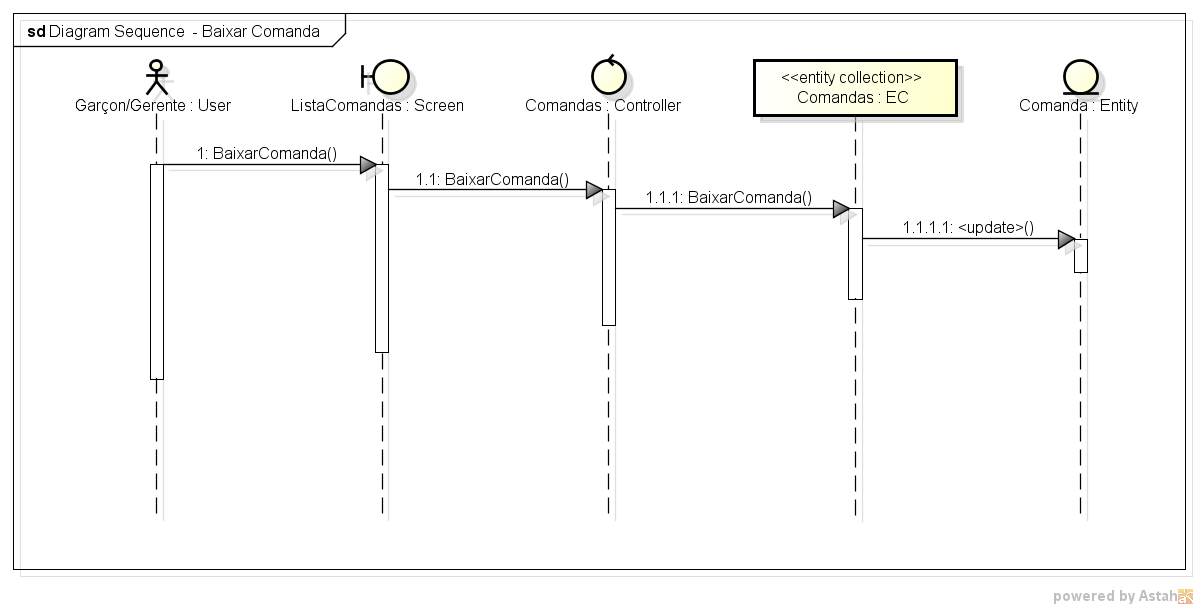 sd Diagram Sequence - Baixar Comanda
Garçon/Gerente : User
ListaComandas : Screen
Comandas : Controller
<<entity collection>>
Comandas : EC
Comanda : Entity
1: BaixarComanda()
1.1: BaixarComanda()
1.1.1: BaixarComanda()
1.1.1.1: <update>()
powered by Astah